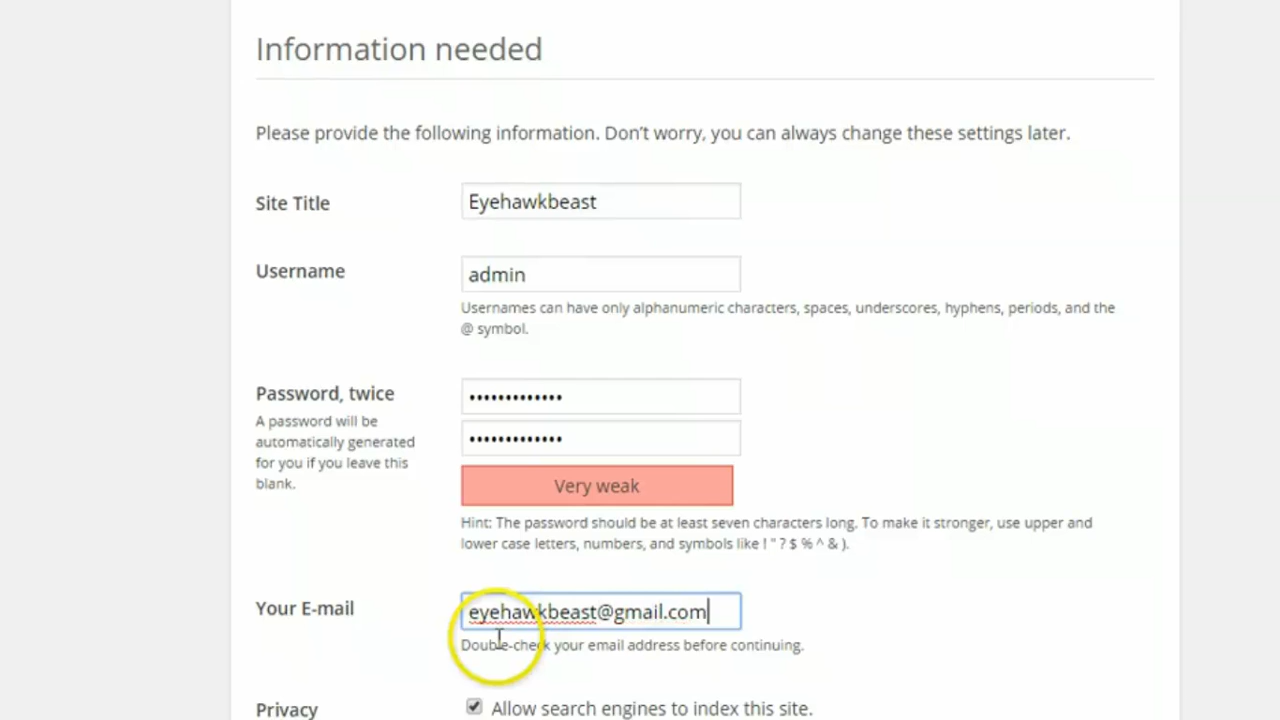 Information needed
Please provide the following information. Don't worry, you can always change these settings later.
Site Title
Eyehawkbeast
Username
admin
Usernames can have only alphanumeric characters, spaces, underscores, hyphens, periods, and the
@ symbol.
Password, twice
A password will be
automatically generated
for you if you leave this
blank.
•••••••••••••
•••••••••••••
Very weak
Hint: The password should be at least seven characters long. To make it stronger, use upper and
lower case letters, numbers, and symbols like ! " ? $ % ^ & ).
Your E-mail
eyehawkbeast@gmail.com
Double-check your email address before continuing.
Privacy
Allow search engines to index this site.